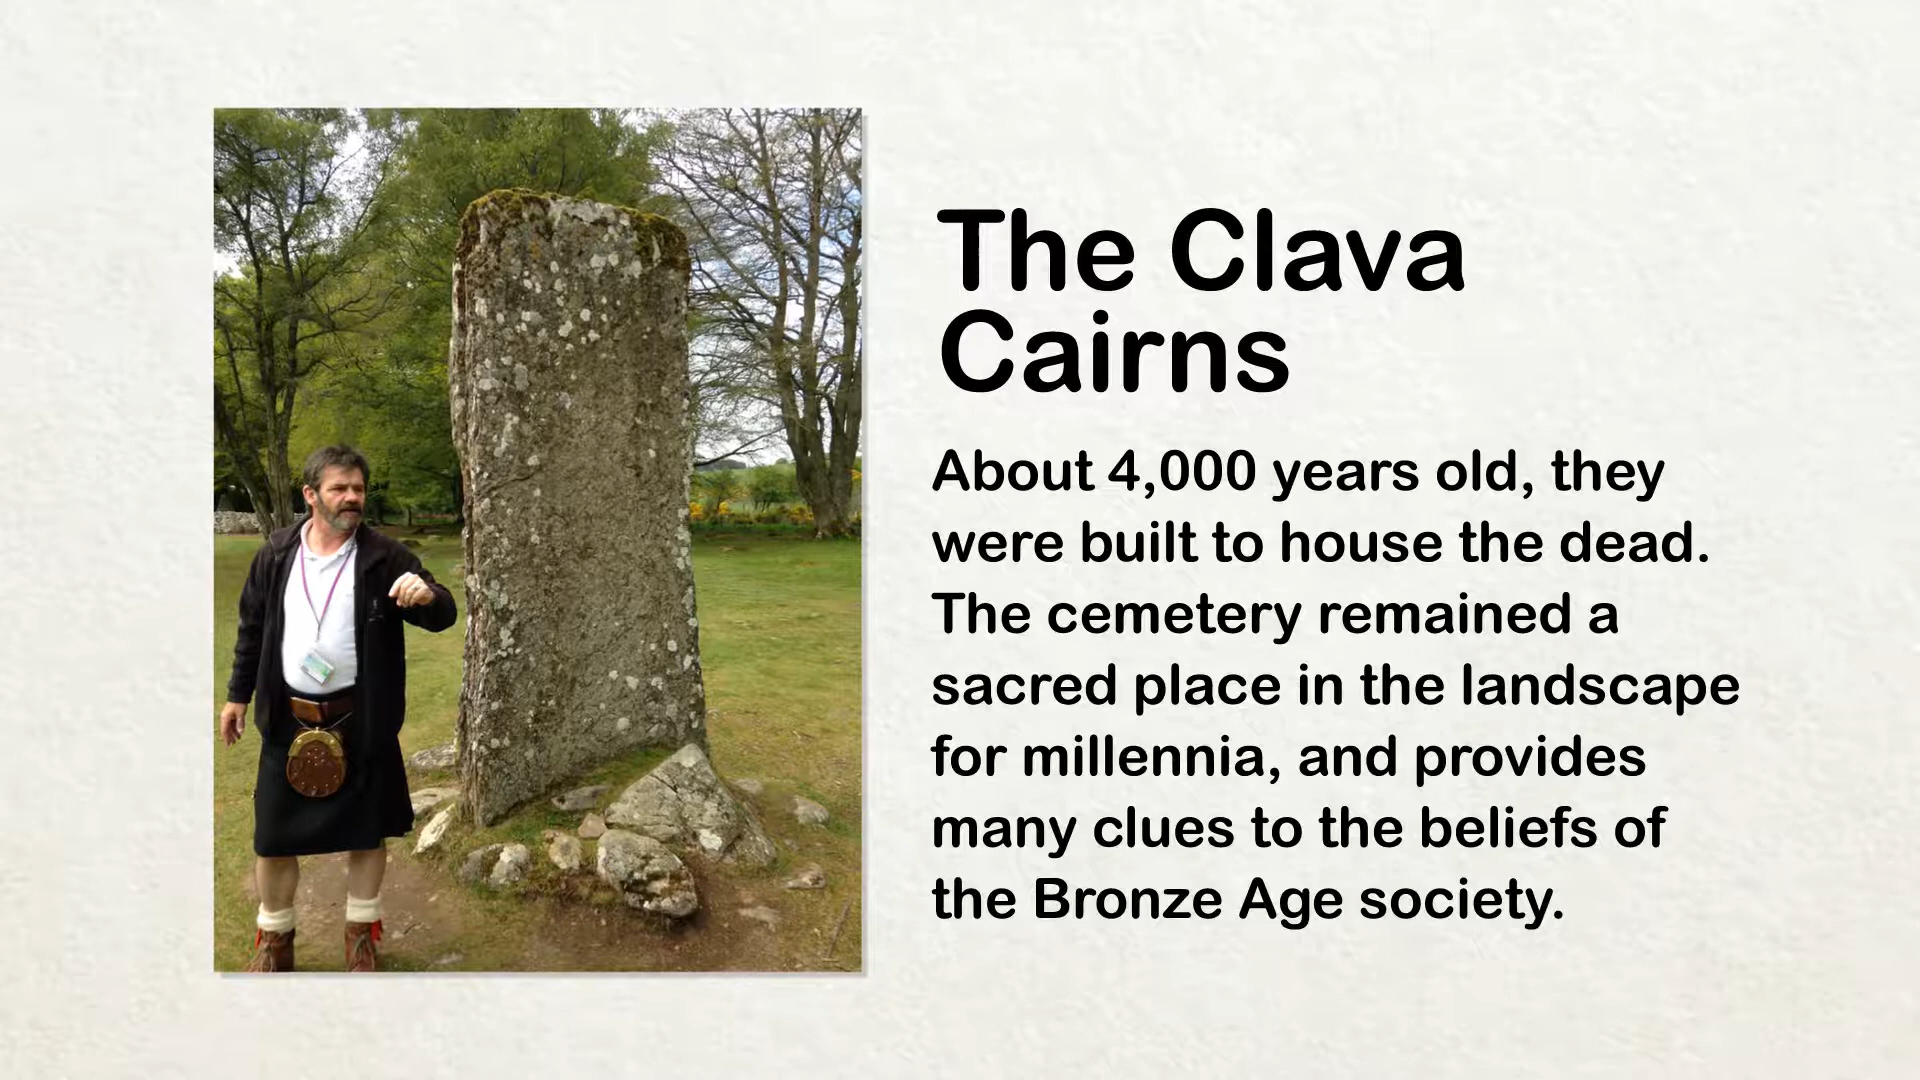 The Clava
Cairns
About 4,000 years old, they
were built to house the dead.
The cemetery remained a
sacred place in the landscape
for millennia, and provides
many clues to the beliefs of
the Bronze Age society.